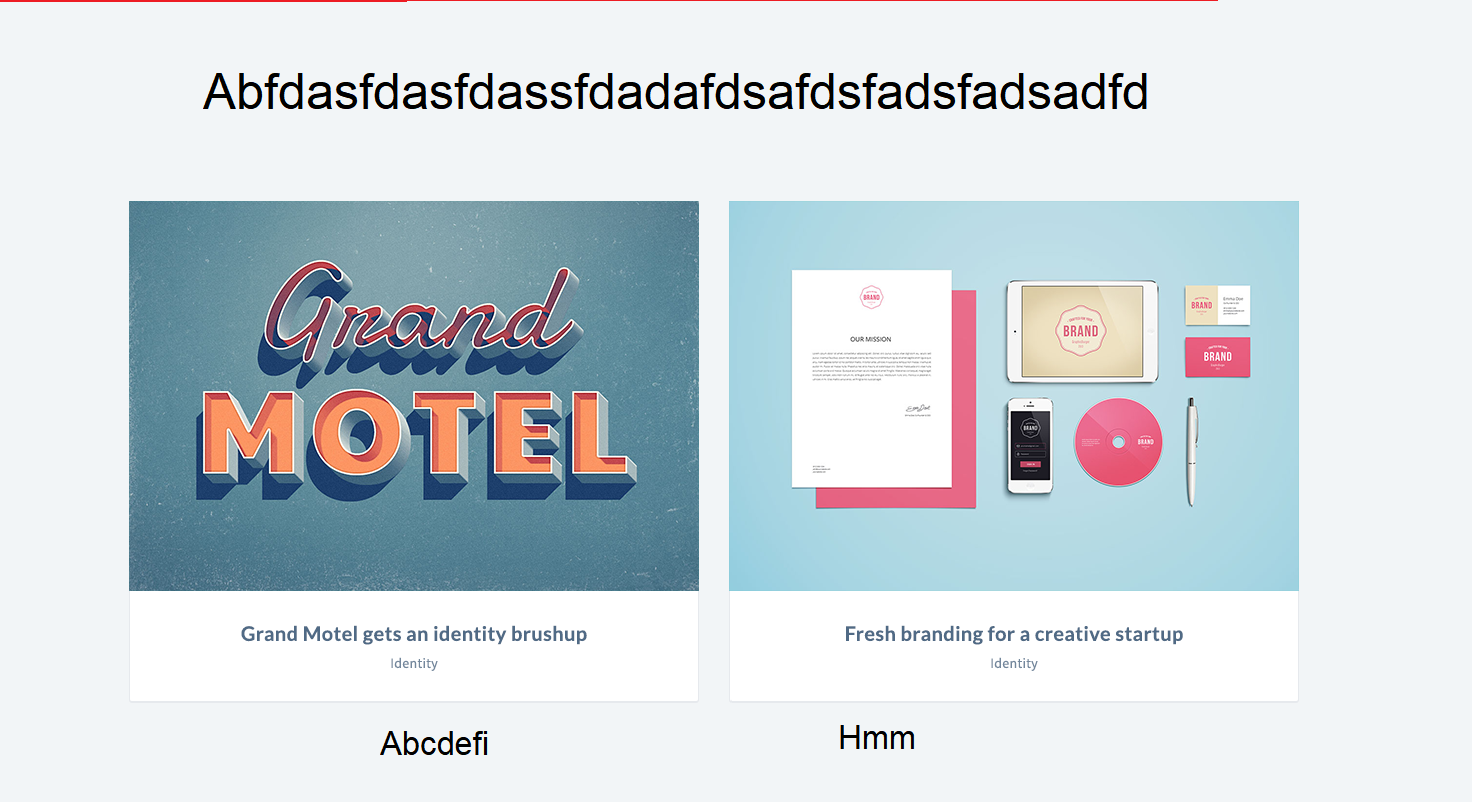 Abfdasfdasfdassfdadafdsafdsfadsfadsadfd
Grand
MOTEL
BRAND
OUR MISSION
BRAND
BRAND
Emma Doe
BRAND
BRAND
BRAND
Grand Motel gets an identity brushup
Identity
Fresh branding for a creative startup
Identity
Abcdefi
Hmm